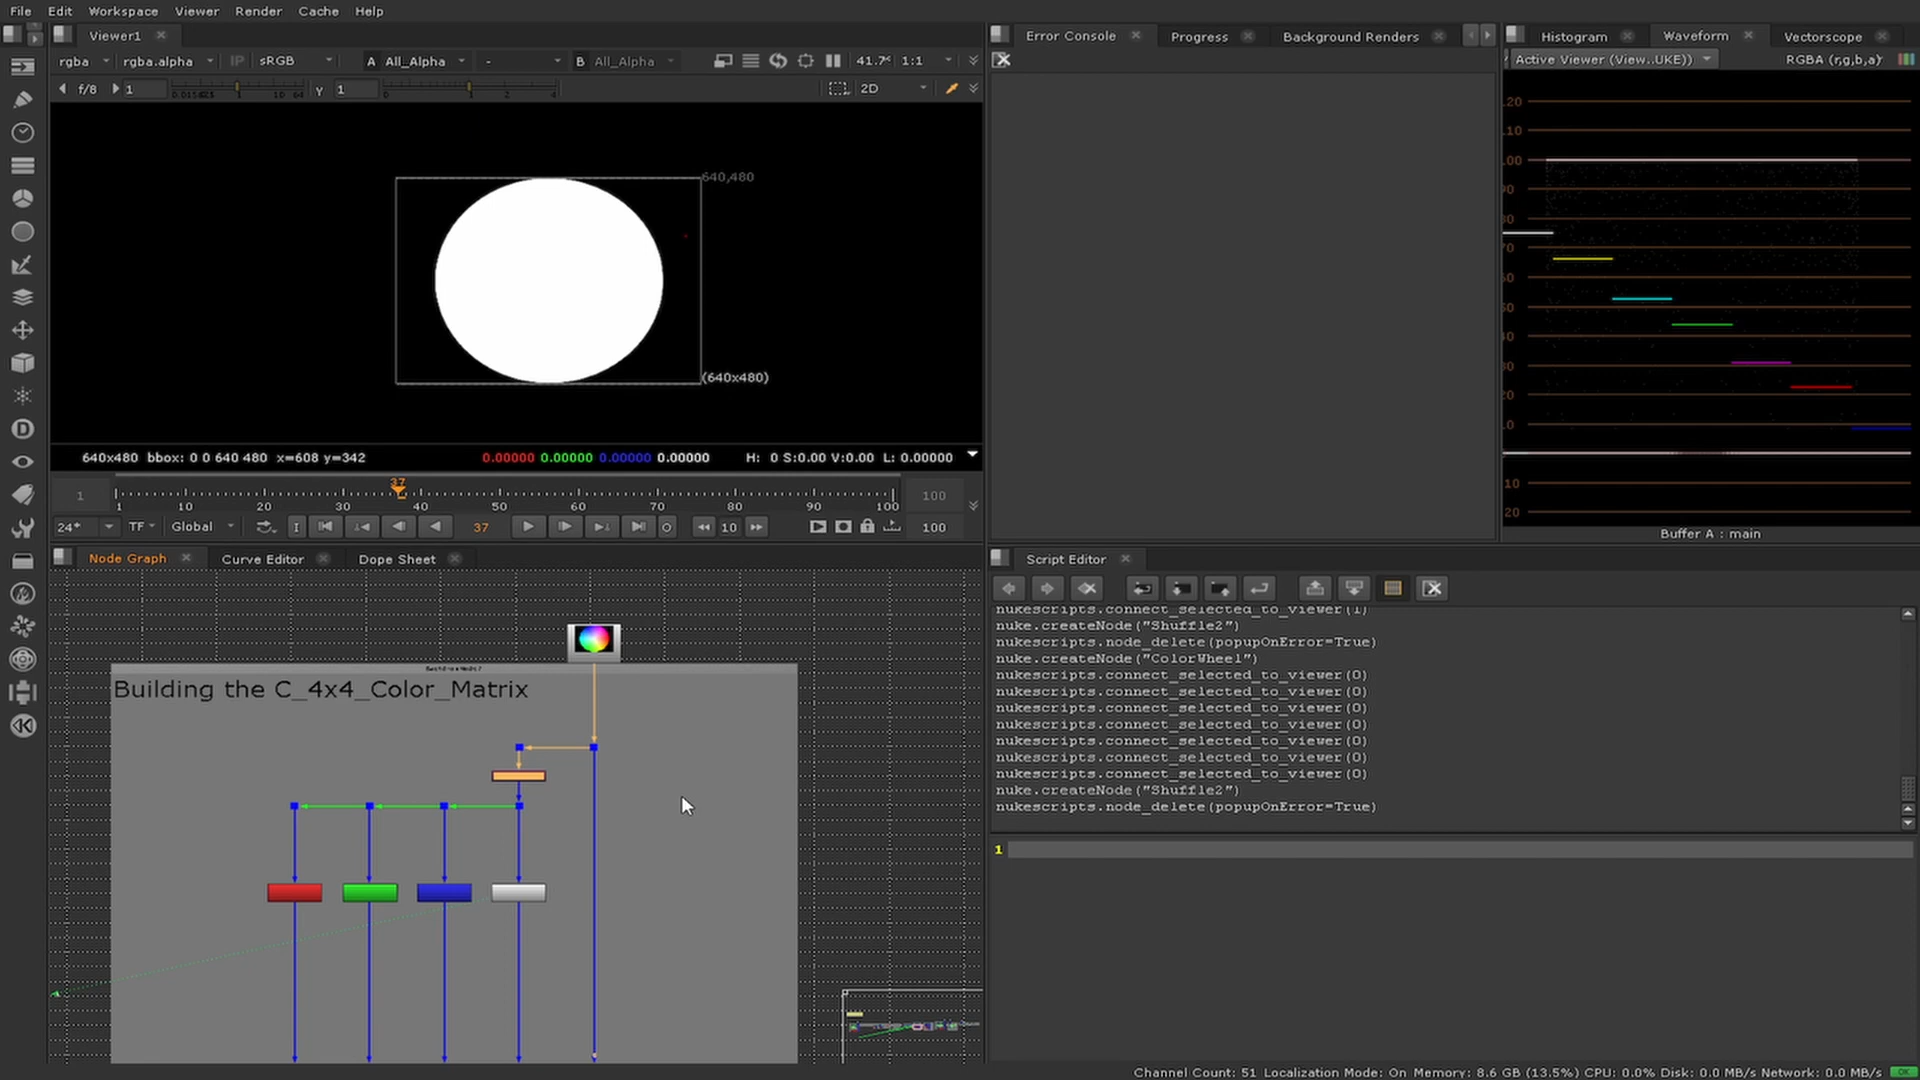 File Edit Workspace Viewer Render Cache Help
Viewer1
rgba rgba.alpha IP sRGB A All_Alpha - B All_Alpha 1:1
f/8 1 Y 1 2D
640,480
(640x480)
640x480 bbox: 0 0 640 480 x=608 y=342 0.00000 0.00000 0.00000 0.00000 H: 0 S:0.00 V:0.00 L: 0.00000
1 37 100
1 10 20 30 40 50 60 70 80 90 100
24* TF Global I 37 10 100
Node Graph Curve Editor Dope Sheet
Building the C_4x4_Color_Matrix
Error Console Progress Background Renders
Histogram Waveform Vectorscope
Active Viewer (View..UKE)) RGBA (r,g,b,a)
Buffer A : main
Script Editor
nukescripts.connect_selected_to_viewer(1)
nuke.createNode("Shuffle2")
nukescripts.node_delete(popupOnError=True)
nuke.createNode("ColorWheel")
nukescripts.connect_selected_to_viewer(0)
nukescripts.connect_selected_to_viewer(0)
nukescripts.connect_selected_to_viewer(0)
nukescripts.connect_selected_to_viewer(0)
nukescripts.connect_selected_to_viewer(0)
nukescripts.connect_selected_to_viewer(0)
nukescripts.connect_selected_to_viewer(0)
nuke.createNode("Shuffle2")
nukescripts.node_delete(popupOnError=True)
1
Channel Count: 51 Localization Mode: On Memory: 8.6 GB (13.5%) CPU: 0.0% Disk: 0.0 MB/s Network: 0.0 MB/s